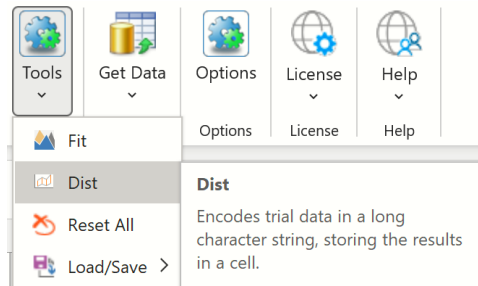 Tools
Get Data
Options
License
Help
Options
License
Help
Fit
Dist
Reset All
Load/Save
Dist
Encodes trial data in a long
character string, storing the results
in a cell.